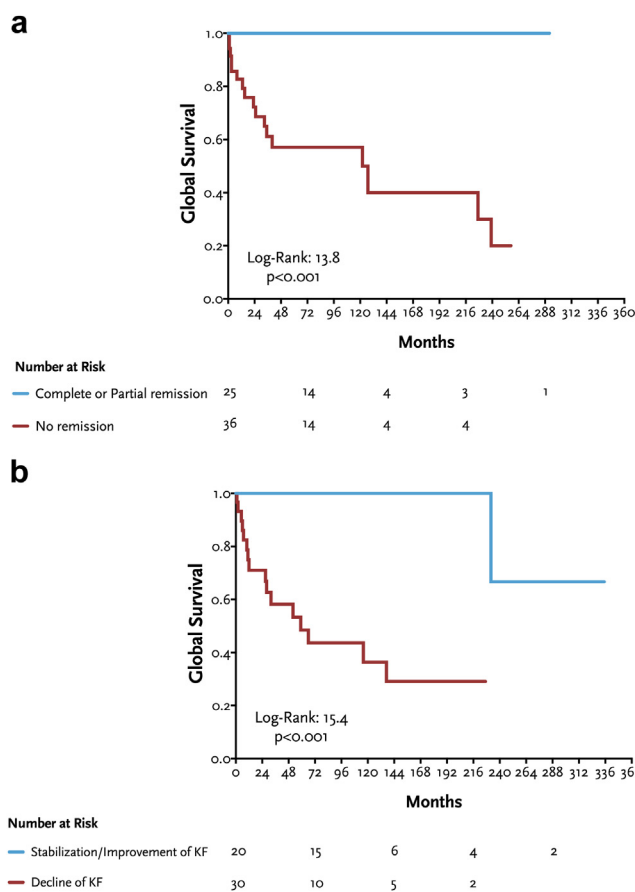 a
1.0
0.8
0.6
0.4
0.2
0.0
Global Survival
Log-Rank: 13.8
p<0.001
0 24 48 72 96 120 144 168 192 216 240 264 288 312 336 360
Months
Number at Risk
Complete or Partial remission 25 14 4 3 1
No remission 36 14 4 4
b
1.0
0.8
0.6
0.4
0.2
0.0
Global Survival
Log-Rank: 15.4
p<0.001
0 24 48 72 96 120 144 168 192 216 240 264 288 312 336 36
Months
Number at Risk
Stabilization/Improvement of KF 20 15 6 4 2
Decline of KF 30 10 5 2